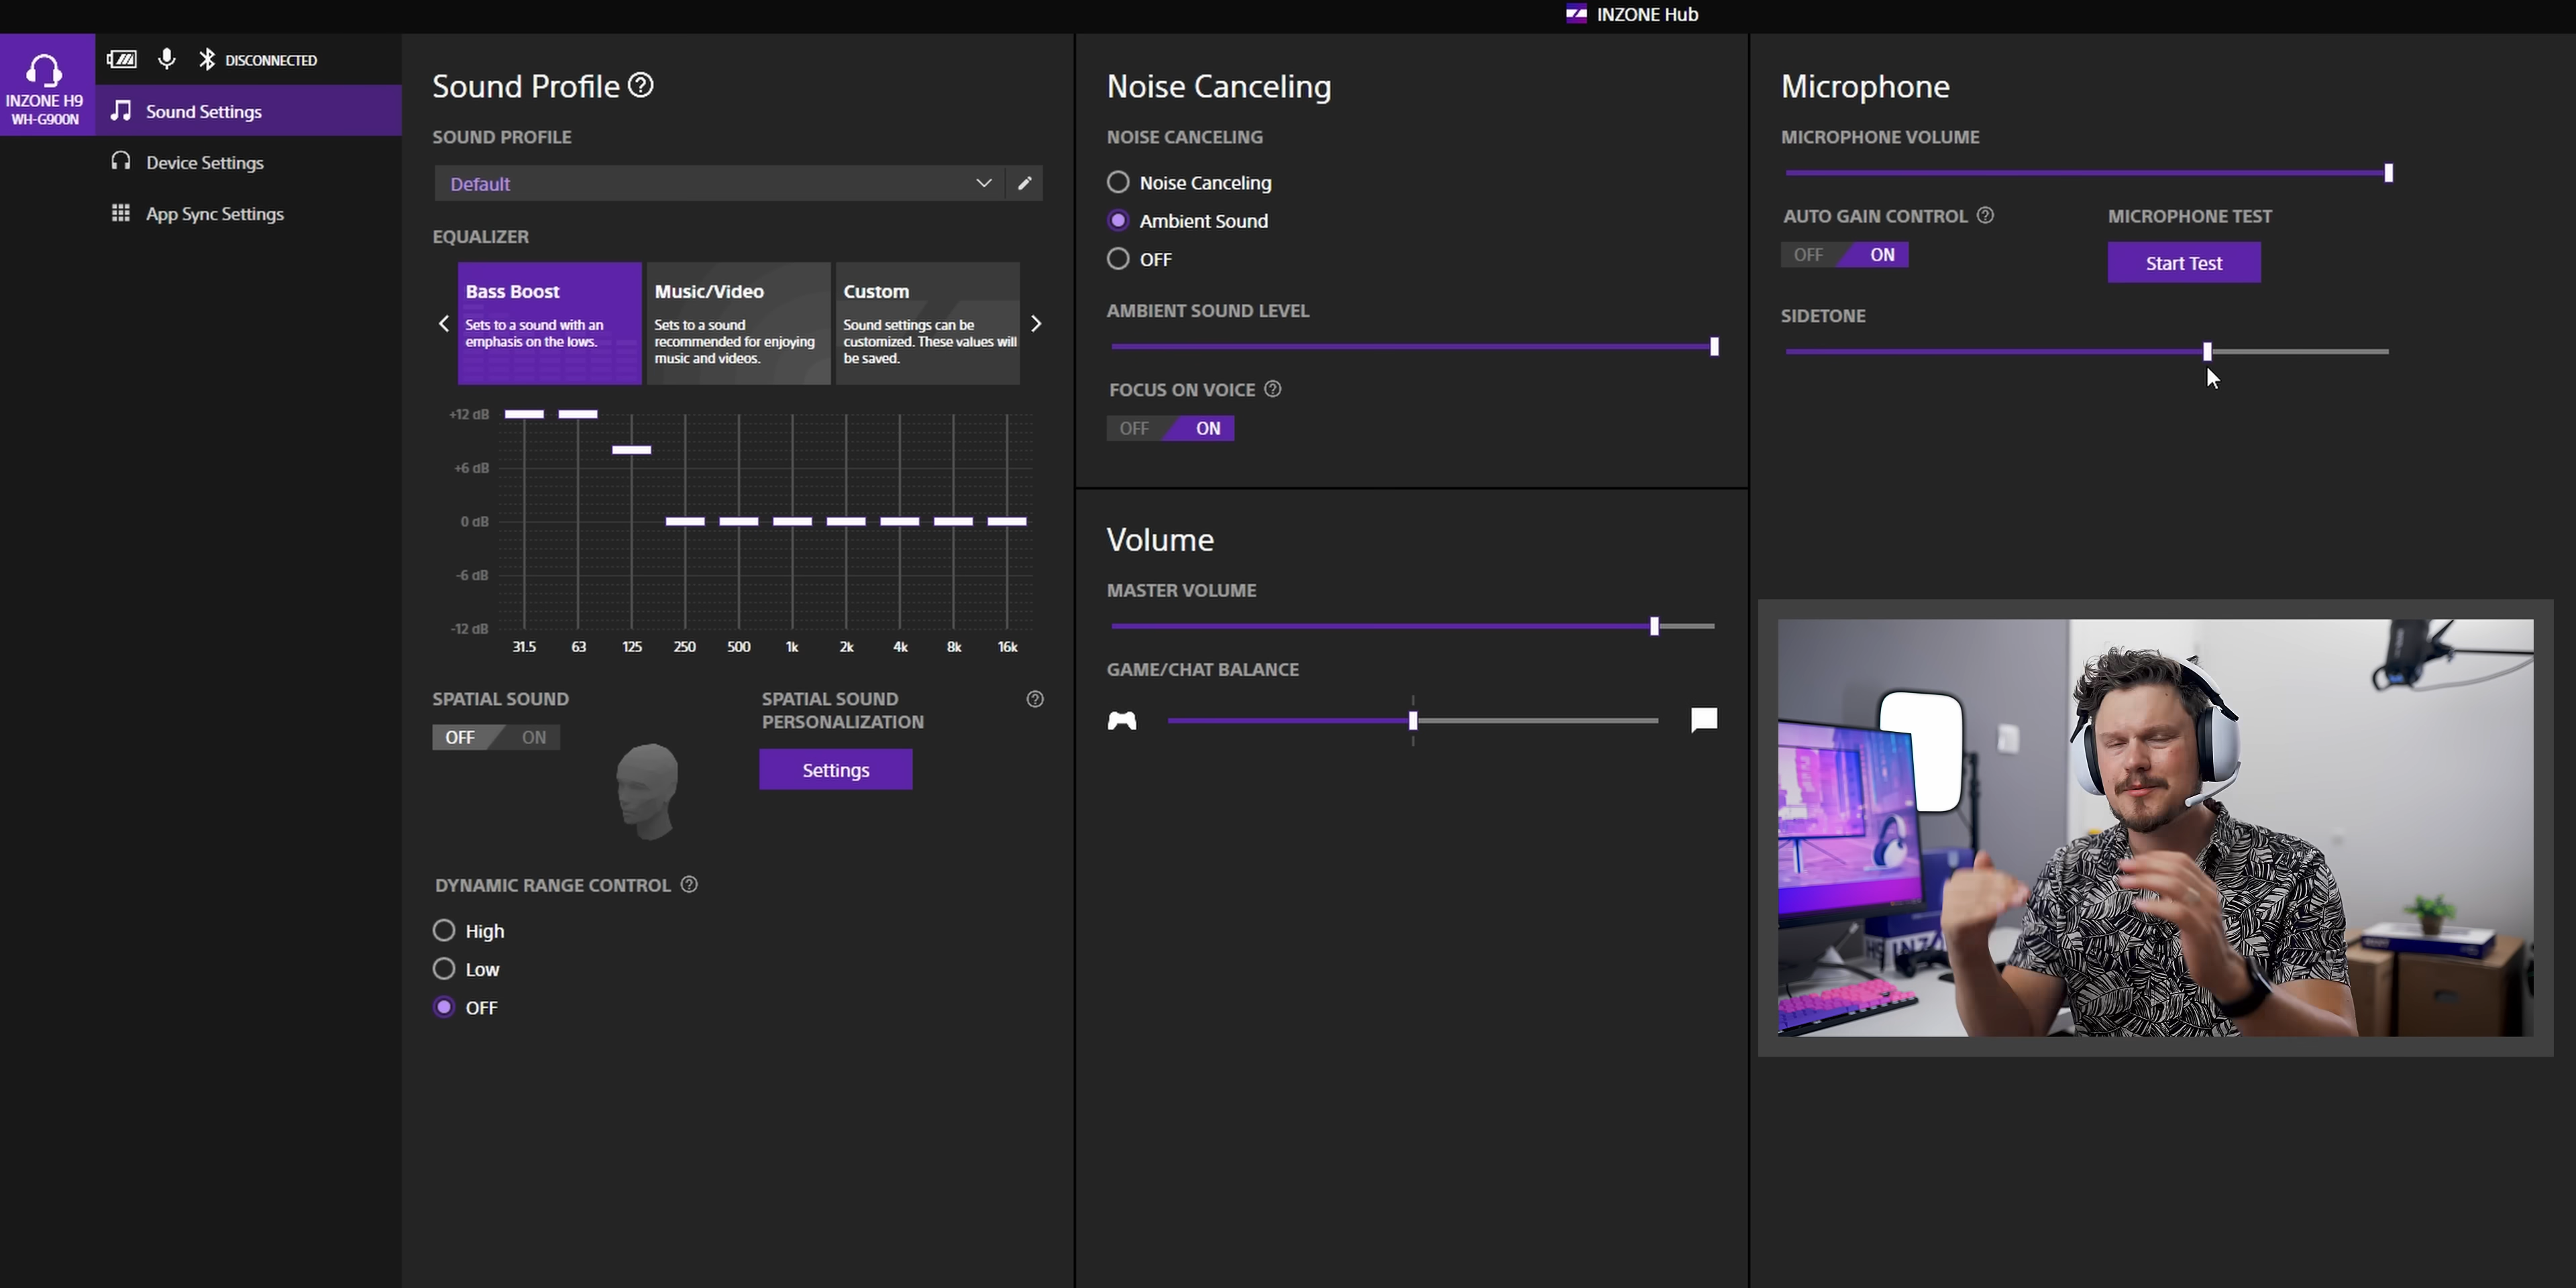 INZONE Hub
INZONE H9
WH-G900N
DISCONNECTED
Sound Settings
Device Settings
App Sync Settings
Sound Profile
SOUND PROFILE
Default
EQUALIZER
Bass Boost
Sets to a sound with an
emphasis on the lows.
Music/Video
Sets to a sound
recommended for enjoying
music and videos.
Custom
Sound settings can be
customized. These values will
be saved.
+12 dB
+6 dB
0 dB
-6 dB
-12 dB
31.5 63 125 250 500 1k 2k 4k 8k 16k
SPATIAL SOUND
OFF ON
SPATIAL SOUND
PERSONALIZATION
Settings
DYNAMIC RANGE CONTROL
High
Low
OFF
Noise Canceling
NOISE CANCELING
Noise Canceling
Ambient Sound
OFF
AMBIENT SOUND LEVEL
FOCUS ON VOICE
OFF ON
Volume
MASTER VOLUME
GAME/CHAT BALANCE
Microphone
MICROPHONE VOLUME
AUTO GAIN CONTROL
OFF ON
MICROPHONE TEST
Start Test
SIDETONE